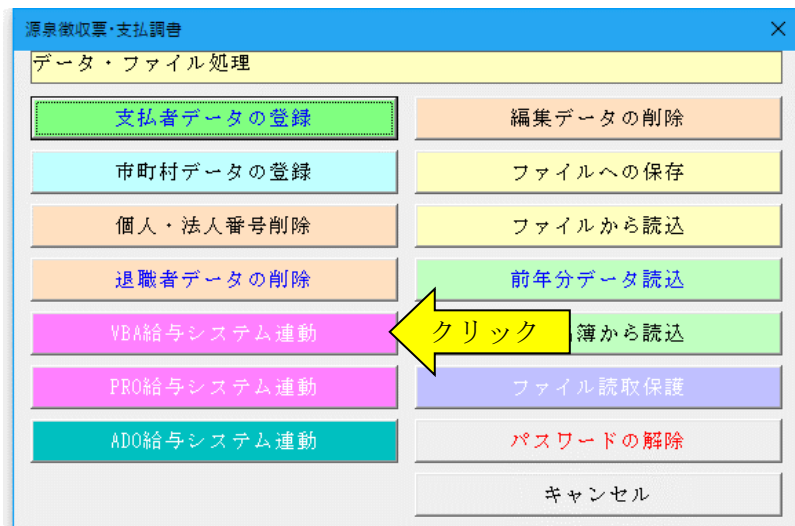 源泉徴収票･支払調書
データ・ファイル処理
支払者データの登録
編集データの削除
市町村データの登録
ファイルへの保存
個人・法人番号削除
ファイルから読込
退職者データの削除
前年分データ読込
VBA給与システム連動
クリック
簿から読込
PRO給与システム連動
ファイル読取保護
ADO給与システム連動
パスワードの解除
キャンセル